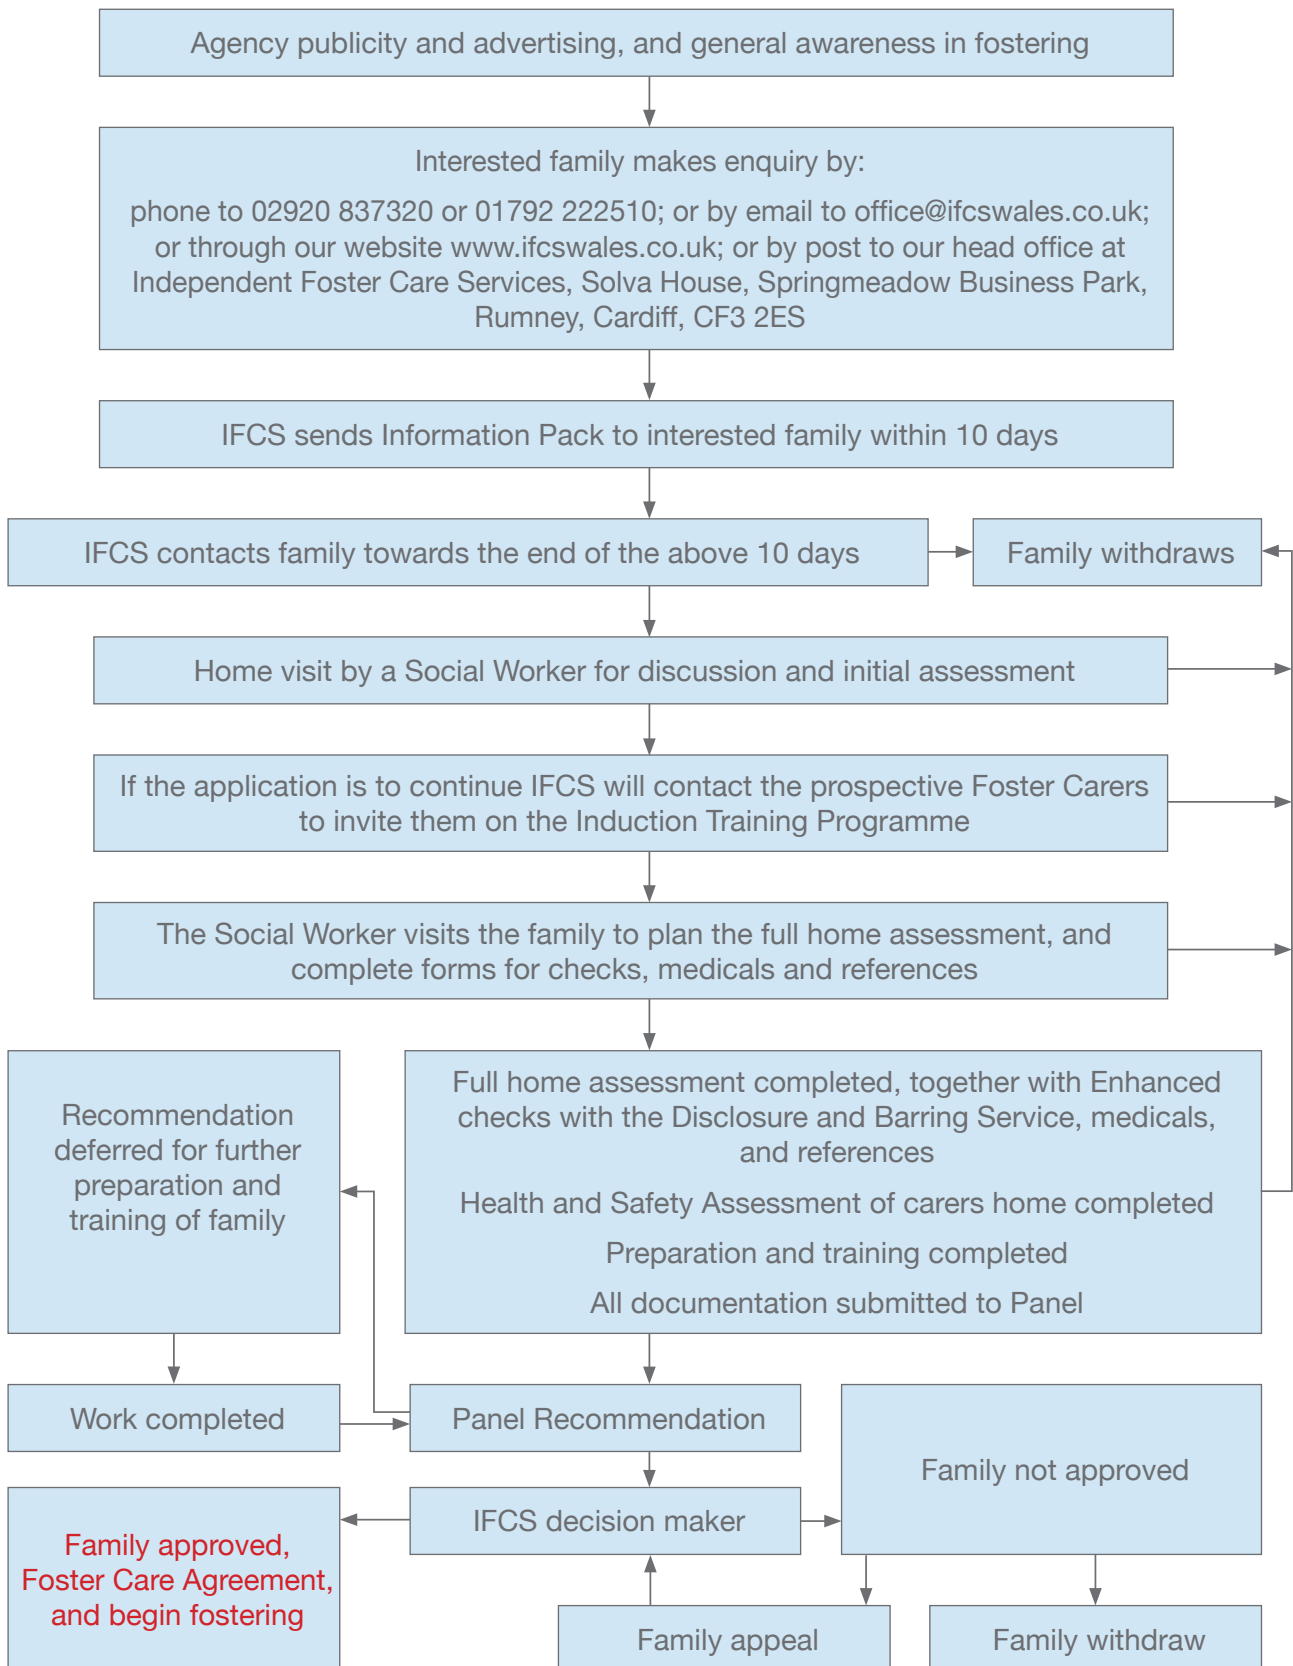 Agency publicity and advertising, and general awareness in fostering
Interested family makes enquiry by:
phone to 02920 837320 or 01792 222510; or by email to office@ifcswales.co.uk;
or through our website www.ifcswales.co.uk; or by post to our head office at
Independent Foster Care Services, Solva House, Springmeadow Business Park,
Rumney, Cardiff, CF3 2ES
IFCS sends Information Pack to interested family within 10 days
IFCS contacts family towards the end of the above 10 days
Family withdraws
Home visit by a Social Worker for discussion and initial assessment
If the application is to continue IFCS will contact the prospective Foster Carers
to invite them on the Induction Training Programme
The Social Worker visits the family to plan the full home assessment, and
complete forms for checks, medicals and references
Recommendation
deferred for further
preparation and
training of family
Full home assessment completed, together with Enhanced
checks with the Disclosure and Barring Service, medicals,
and references
Health and Safety Assessment of carers home completed
Preparation and training completed
All documentation submitted to Panel
Work completed
Panel Recommendation
Family not approved
IFCS decision maker
Family approved,
Foster Care Agreement,
and begin fostering
Family appeal
Family withdraw